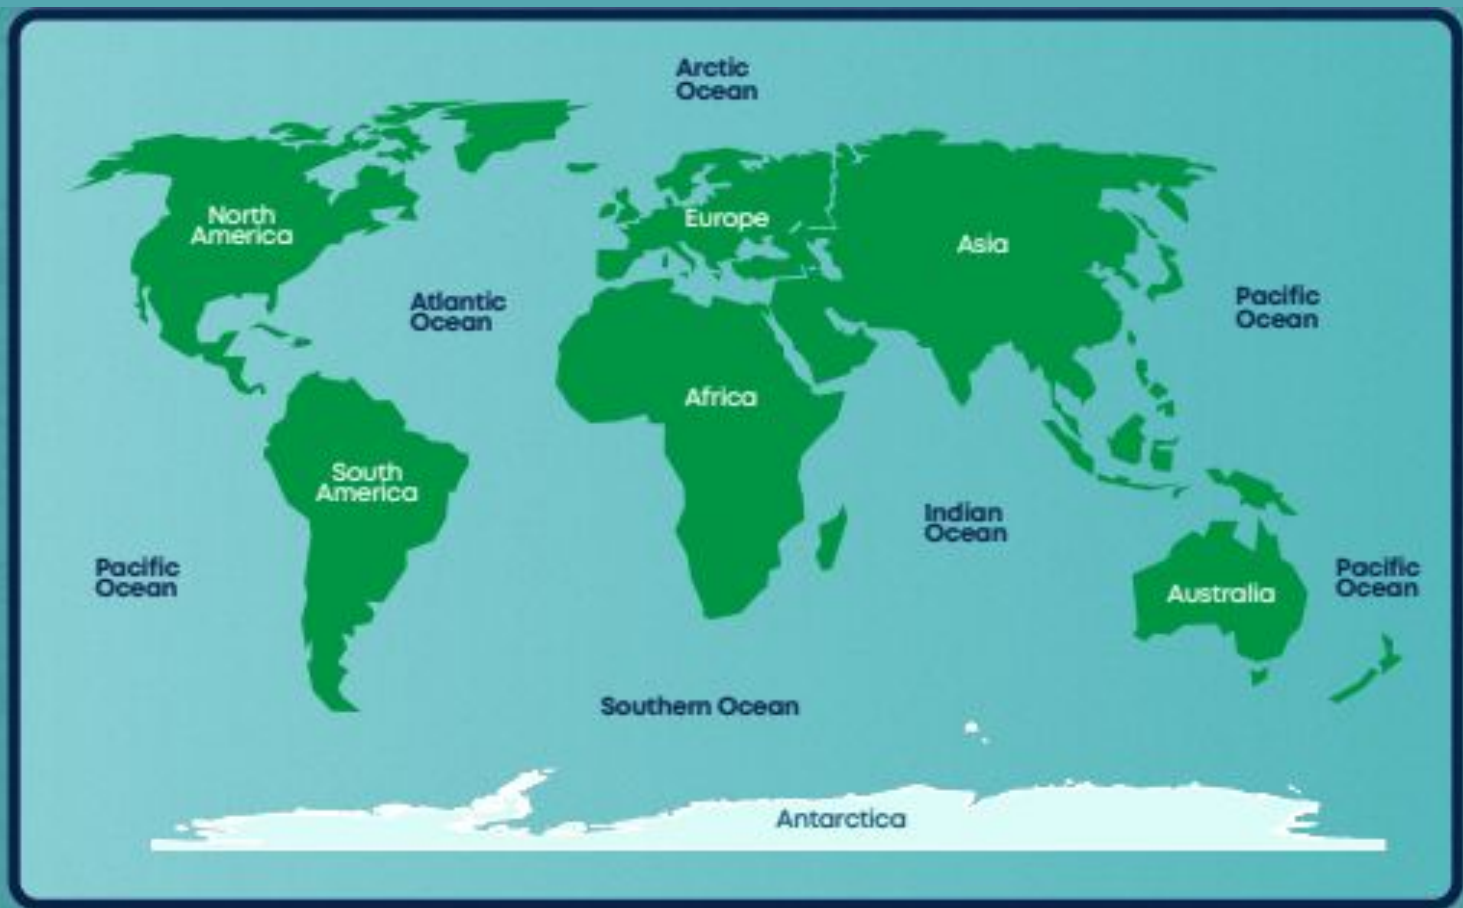 Arctic
Ocean
North
America
Europe
Asia
Atlantic
Ocean
Pacific
Ocean
Africa
South
America
Indian
Ocean
Pacific
Ocean
Australia
Pacific
Ocean
Southern Ocean
Antarctica